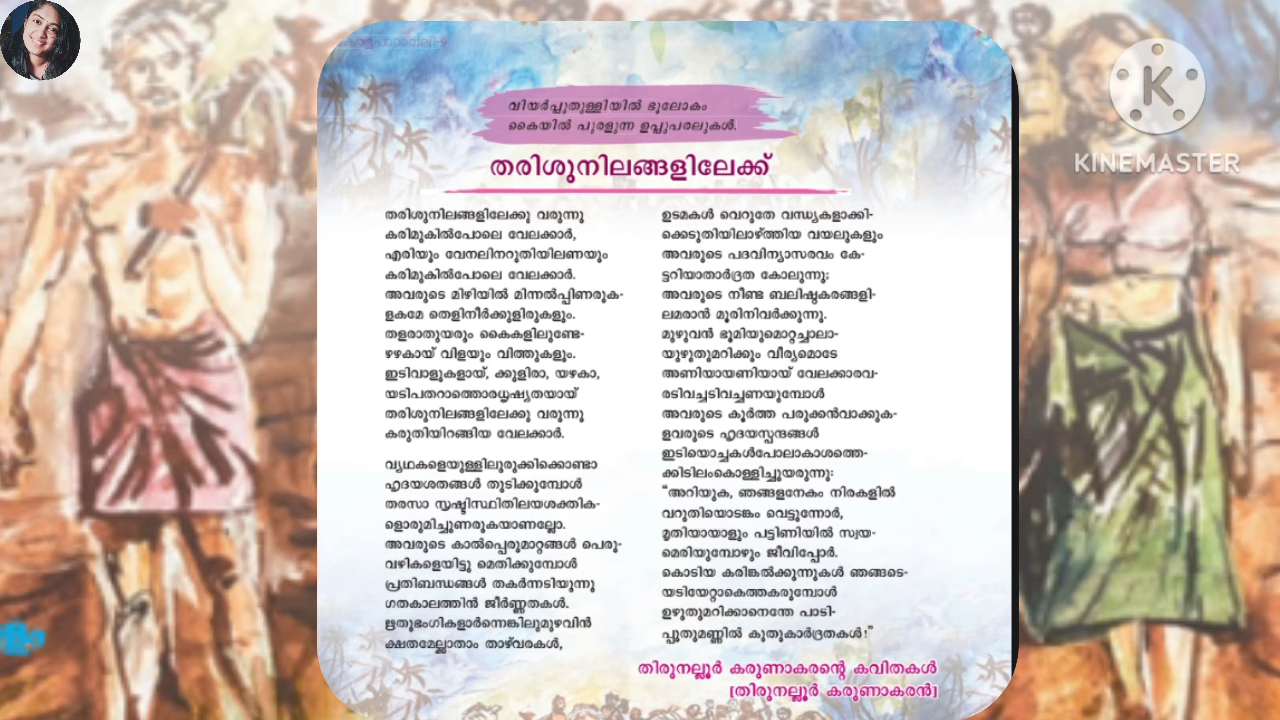 വിയർപ്പുതുള്ളിയിൽ ഭൂലോകം
കൈയിൽ പുരളുന്ന ഉപ്പുപരലുകൾ.
തരിശുനിലങ്ങളിലേക്ക്
തരിശുനിലങ്ങളിലേക്കു വരുന്നൂ
കരിമുകിൽപോലെ വേലക്കാർ,
എരിയും വേനലിനറുതിയിലണയും
കരിമുകിൽപോലെ വേലക്കാർ.
അവരുടെ മിഴിയിൽ മിന്നൽപ്പിണരുക-
ളകമേ തെളിനീർക്കുളിരുകളും.
തളരാതുയരും കൈകളിലുണ്ടേ-
ഴഴകായ് വിളയും വിത്തുകളും.
ഇടിവാളുകളായ്, ക്കുളിരാ, യഴകാ,
യടിപതറാത്തൊരധൃഷ്യതയായ്
തരിശുനിലങ്ങളിലേക്കു വരുന്നൂ
കരുതിയിറങ്ങിയ വേലക്കാർ.
വ്യഥകളെയുള്ളിലുരുക്കിക്കൊണ്ടാ
ഹൃദയശതങ്ങൾ തുടിക്കുമ്പോൾ
തരസാ സൃഷ്ടിസ്ഥിതിലയശക്തിക-
ളൊരുമിച്ചുണരുകയാണല്ലോ.
അവരുടെ കാൽപ്പെരുമാറ്റങ്ങൾ പെരു-
വഴികളെയിട്ടു മെതിക്കുമ്പോൾ
പ്രതിബന്ധങ്ങൾ തകർന്നടിയുന്നൂ
ഗതകാലത്തിൻ ജീർണ്ണതകൾ.
ഋതുഭംഗികളാർന്നെങ്കിലുമുഴവിൻ
ക്ഷതമേല്ക്കാതാം താഴ്‌വരകൾ,
ഉടമകൾ വെറുതേ വന്ധ്യകളാക്കി-
ക്കെടുതിയിലാഴ്ത്തിയ വയലുകളും
അവരുടെ പദവിന്യാസരവം കേ-
ട്ടറിയാതാർദ്രത കോലുന്നൂ;
അവരുടെ നീണ്ട ബലിഷ്ഠകരങ്ങളി-
ലമരാൻ മൂരിനിവർക്കുന്നൂ.
മുഴുവൻ ഭൂമിയുമൊറ്റച്ചാലാ-
യുഴുതുമറിക്കും വീര്യമൊടേ
അണിയായണിയായ് വേലക്കാരവ-
രടിവച്ചടിവച്ചണയുമ്പോൾ
അവരുടെ കൂർത്ത പരുക്കൻവാക്കുക-
ളവരുടെ ഹൃദയസ്പന്ദങ്ങൾ
ഇടിയൊച്ചകൾപോലാകാശത്തെ-
ക്കിടിലംകൊള്ളിച്ചുയരുന്നൂ:
“അറിയുക, ഞങ്ങളനേകം നിരകളിൽ
വറുതിയൊടങ്കം വെട്ടുന്നോർ,
മൃതിയായാളും പട്ടിണിയിൽ സ്വയ-
മെരിയുമ്പോഴും ജീവിപ്പോർ.
കൊടിയ കരിങ്കൽക്കുന്നുകൾ ഞങ്ങടെ-
യടിയേറ്റാകെത്തകരുമ്പോൾ
ഉഴുതുമറിക്കാനെന്തേ പാടി-
പ്പുതുമണ്ണിൽ കുതുകാർദ്രതകൾ!”
തിരുനല്ലൂർ കരുണാകരന്റെ കവിതകൾ
[തിരുനല്ലൂർ കരുണാകരൻ]
K
KINEMASTER